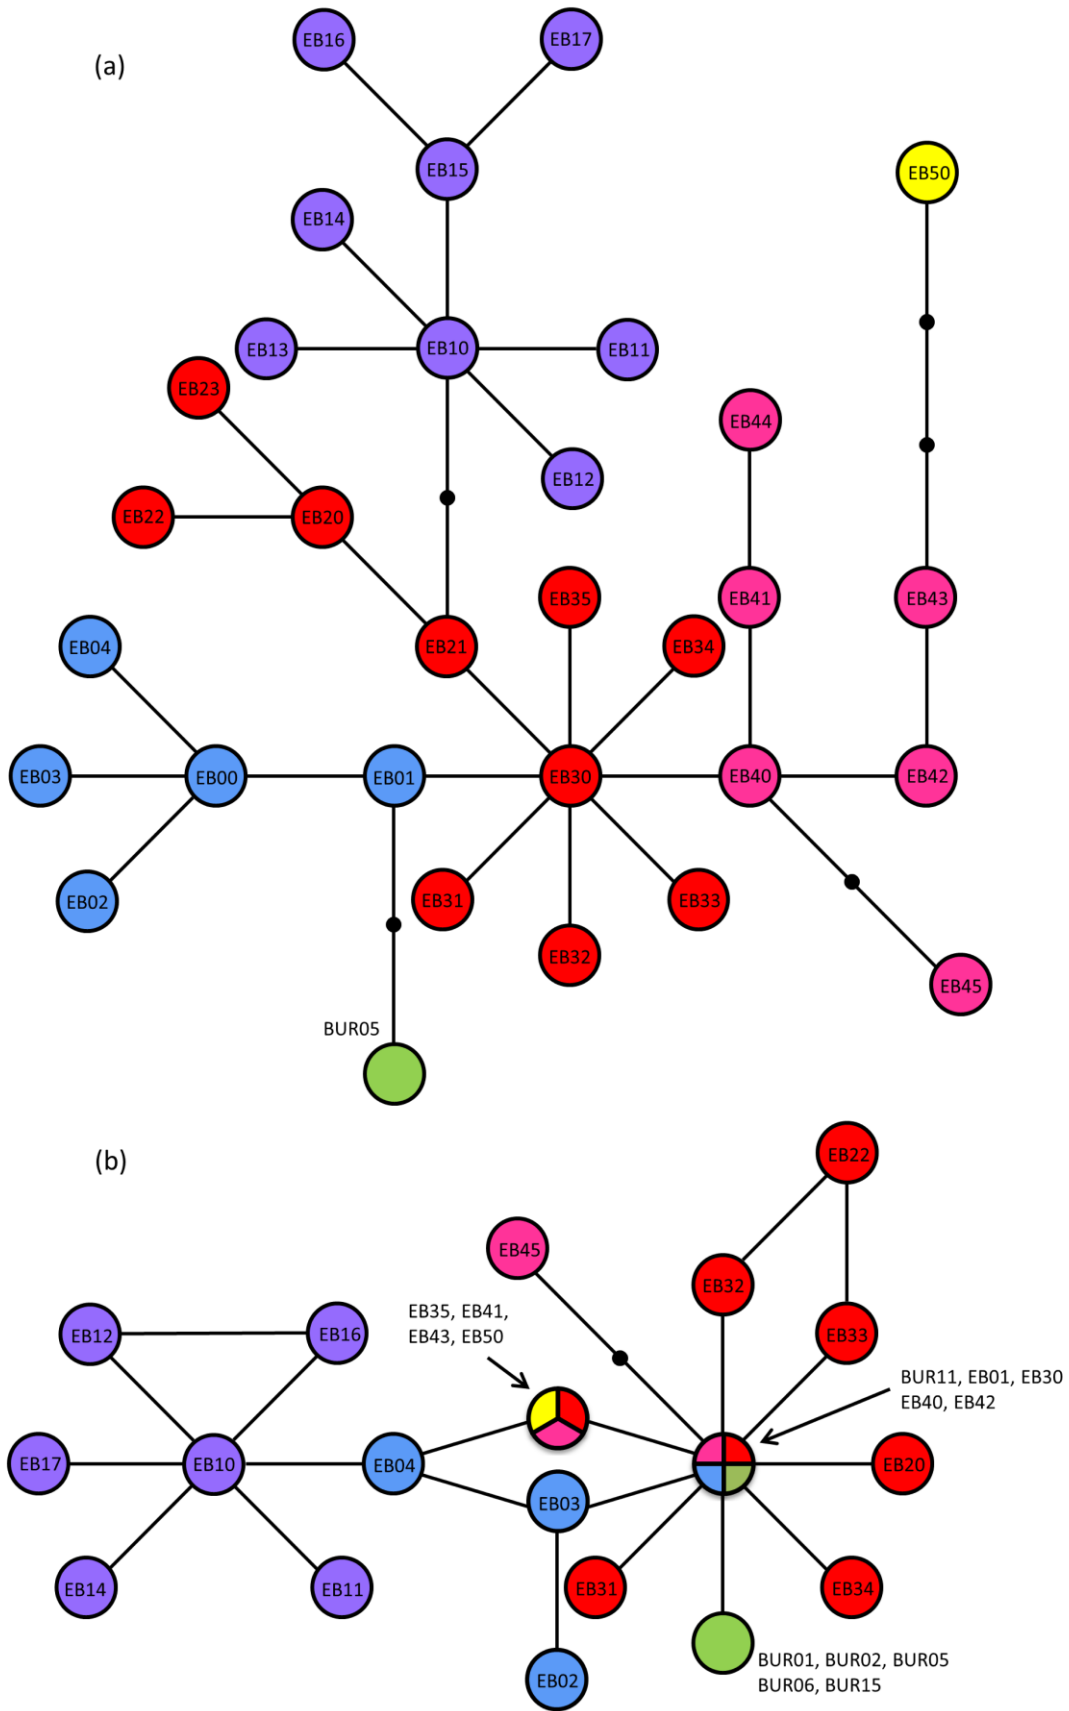 (a)
EB16
EB17
EB15
EB50
EB14
EB13
EB10
EB11
EB23
EB44
EB12
EB22
EB20
EB35
EB41
EB43
EB04
EB21
EB34
EB03
EB00
EB01
EB30
EB40
EB42
EB02
EB31
EB33
EB32
EB45
BUR05
(b)
EB22
EB45
EB32
EB35, EB41,
EB43, EB50
EB12
EB16
EB33
BUR11, EB01, EB30
EB40, EB42
EB17
EB10
EB04
EB20
EB03
EB14
EB11
EB31
EB34
BUR01, BUR02, BUR05
BUR06, BUR15
EB02